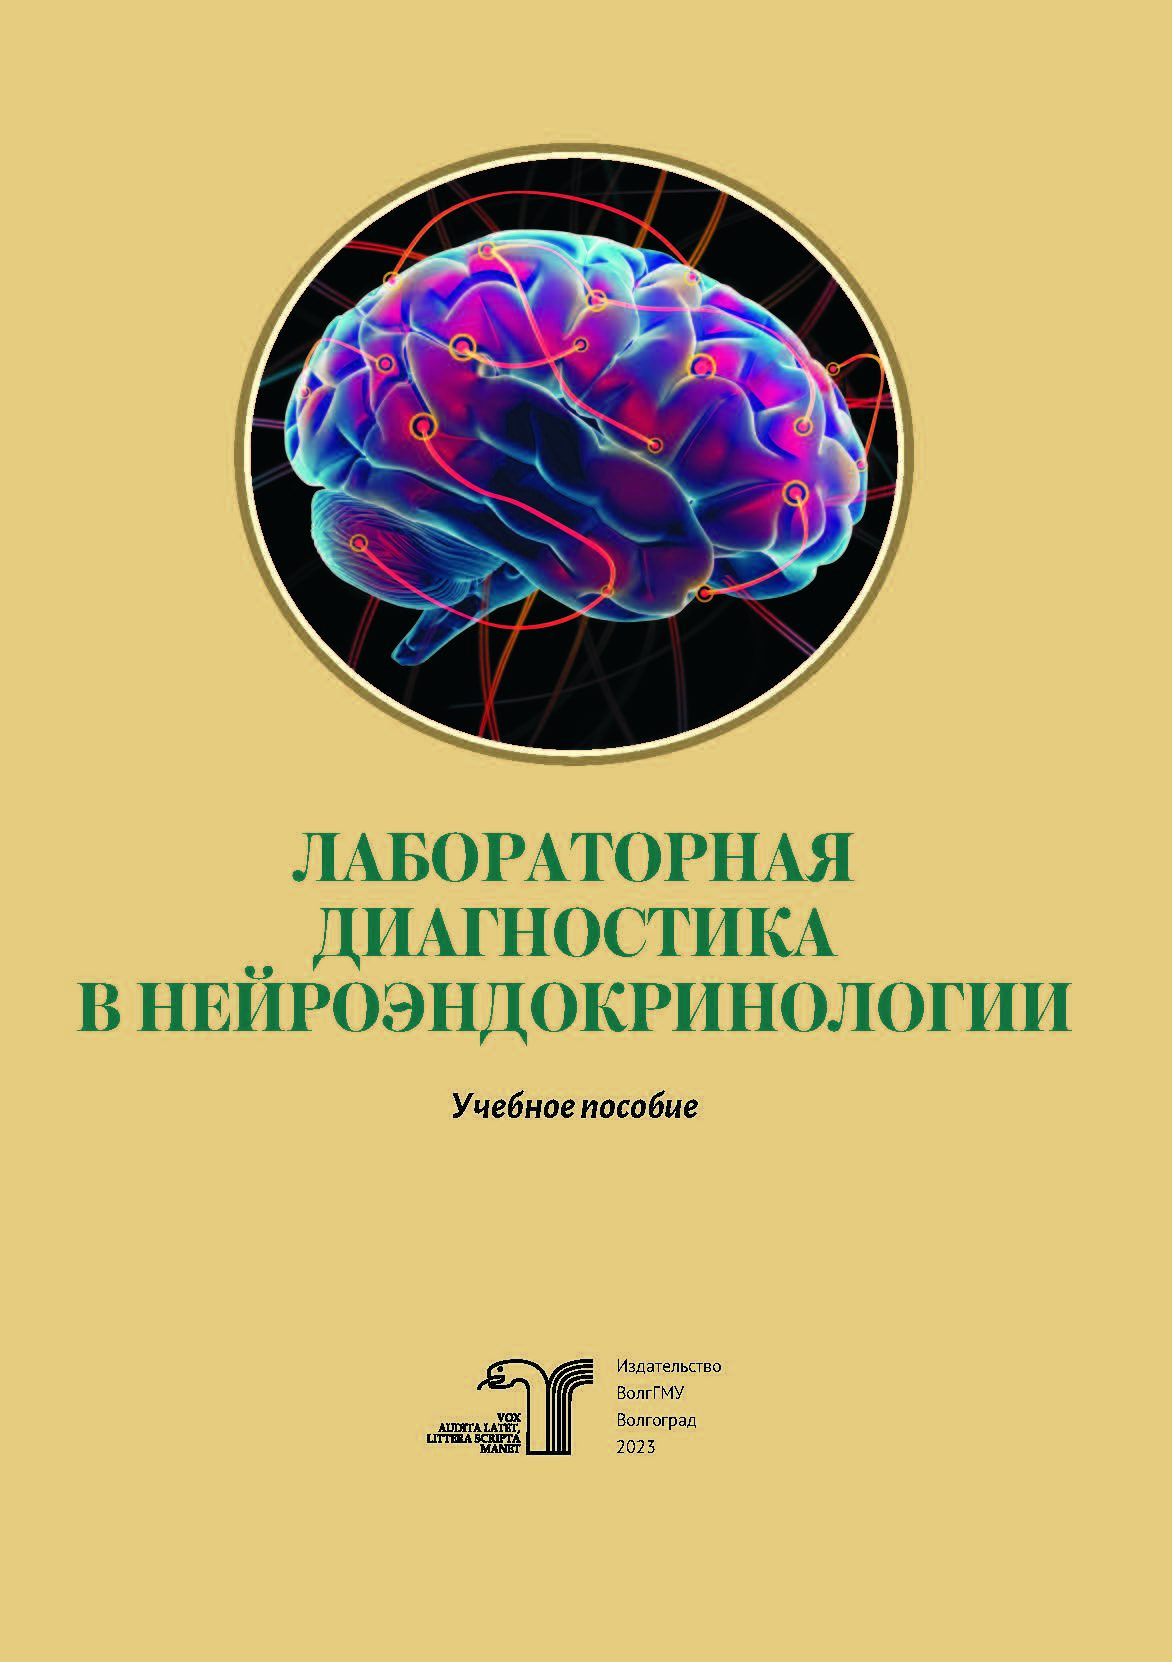 ЛАБОРАТОРНАЯ
ДИАГНОСТИКА
В НЕЙРОЭНДОКРИНОЛОГИИ
Учебное пособие
VOX
AUDITA LATET,
LITTERA SCRIPTA
MANET
Издательство
ВолгГМУ
Волгоград
2023